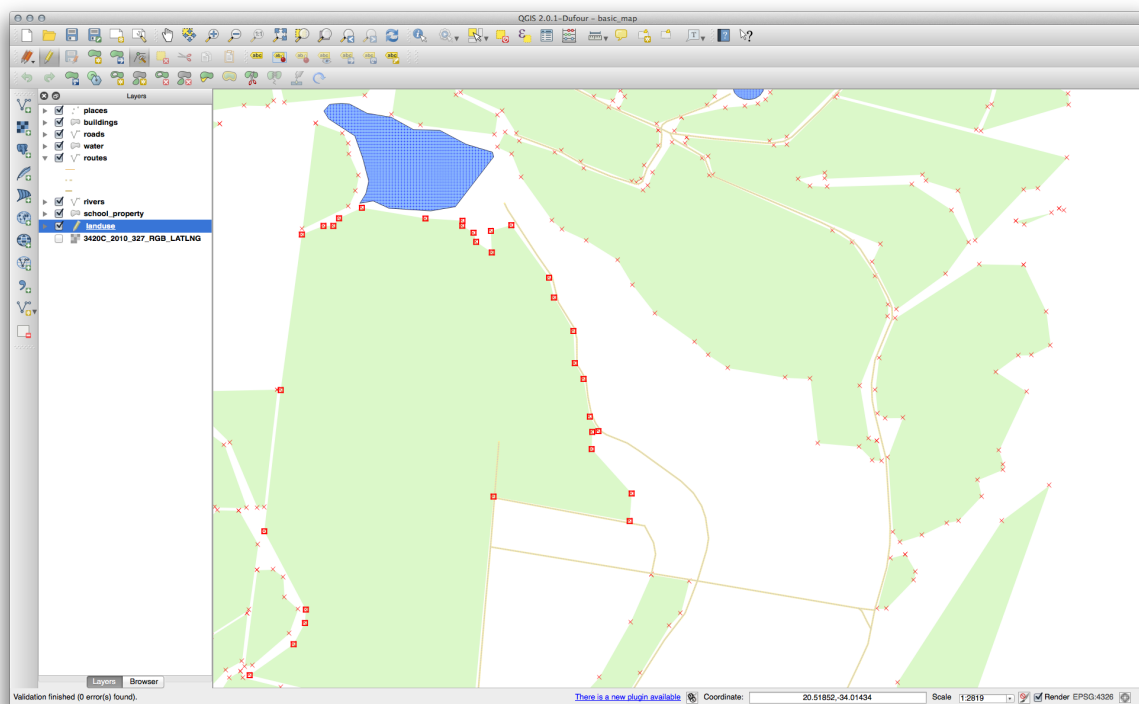 QGIS 2.0.1-Dufour - basic_map
Layers
places
buildings
roads
water
routes
rivers
school_property
landuse
3420C_2010_327_RGB_LATLNG
Layers Browser
Validation finished (0 error(s) found).
There is a new plugin available
Coordinate:
20.51852,-34.01434
Scale
1:2819
Render
EPSG:4326